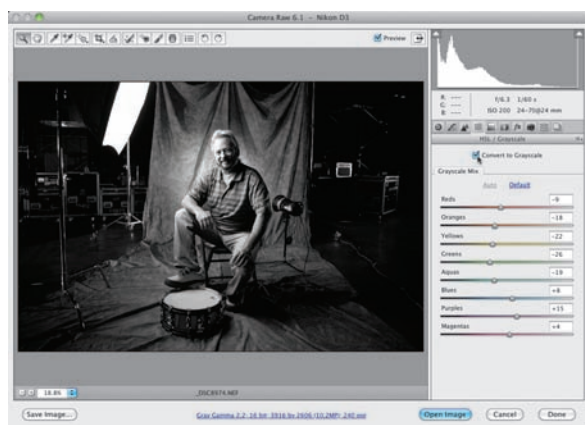 Camera Raw 6.1 – Nikon D3
Preview
R: ----
G: ----
B: ----
f/6.3 1/60 s
ISO 200 24-70@24 mm
HSL / Grayscale
Convert to Grayscale
Grayscale Mix
Auto Default
Reds -9
Oranges -18
Yellows -22
Greens -26
Aquas -19
Blues +8
Purples +15
Magentas +4
18.8%
_DSC8974.NEF
Save Image...
Gray Gamma 2.2; 16 bit; 3916 by 2606 (10.2MP); 240 ppi
Open Image
Cancel
Done